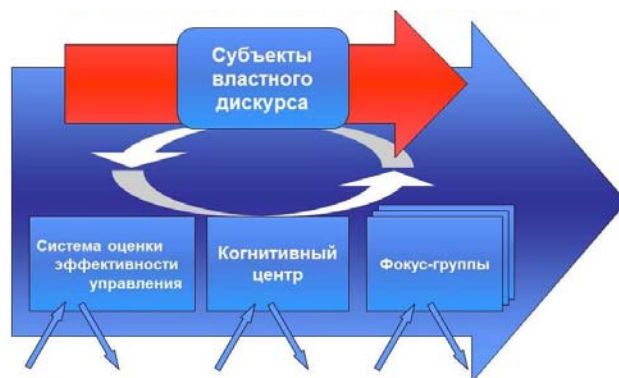 Субъекты
властного
дискурса
Система оценки
эффективности
управления
Когнитивный
центр
Фокус-группы